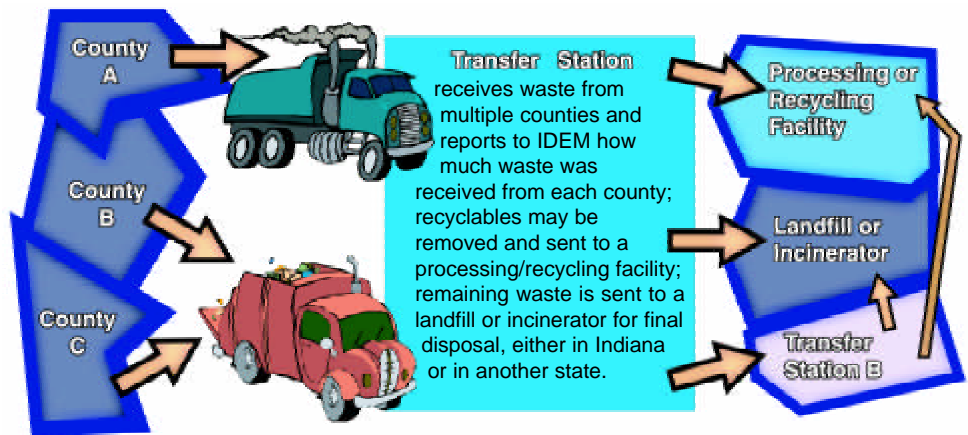 County
A
County
B
County
C
Transfer Station
receives waste from
multiple counties and
reports to IDEM how
much waste was
received from each county;
recyclables may be
removed and sent to a
processing/recycling facility;
remaining waste is sent to a
landfill or incinerator for final
disposal, either in Indiana
or in another state.
Processing or
Recycling
Facility
Landfill or
Incinerator
Transfer
Station B